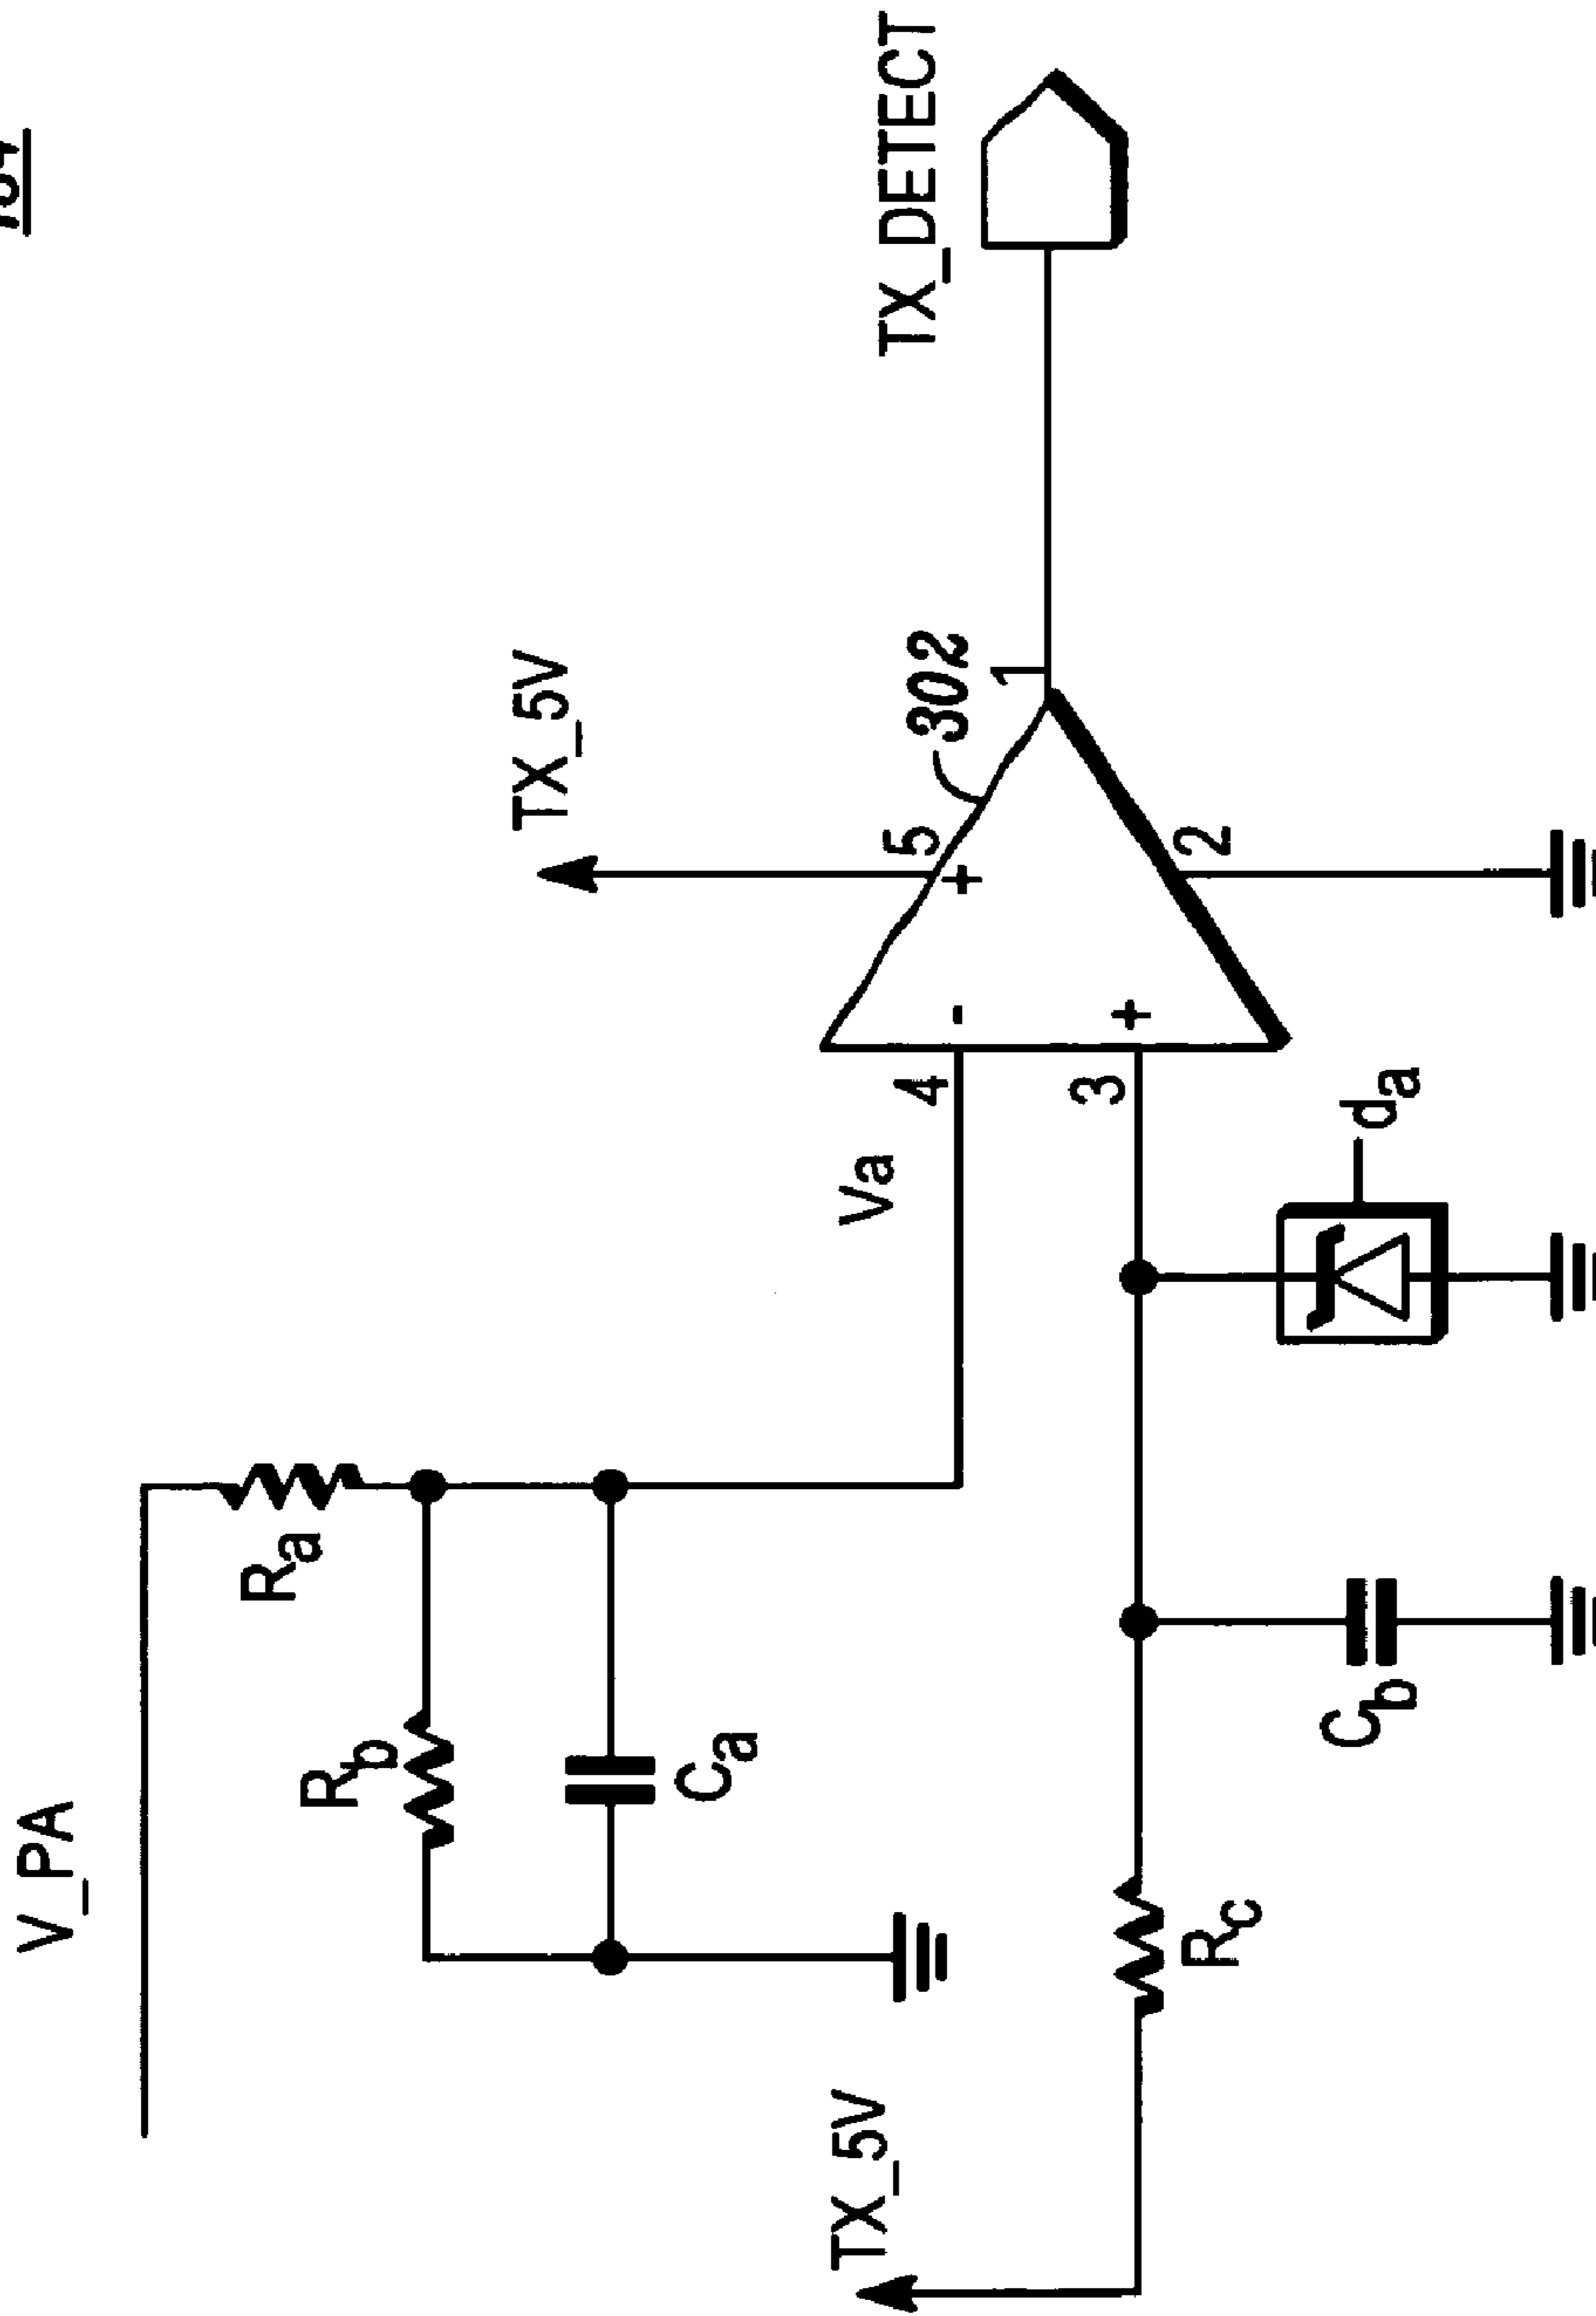 V_PA
Ra
Rb
Ca
TX_5V
Rc
Cb
da
Va
4
3
-
+
+
5
2
1
302
TX_5V
TX_DETECT